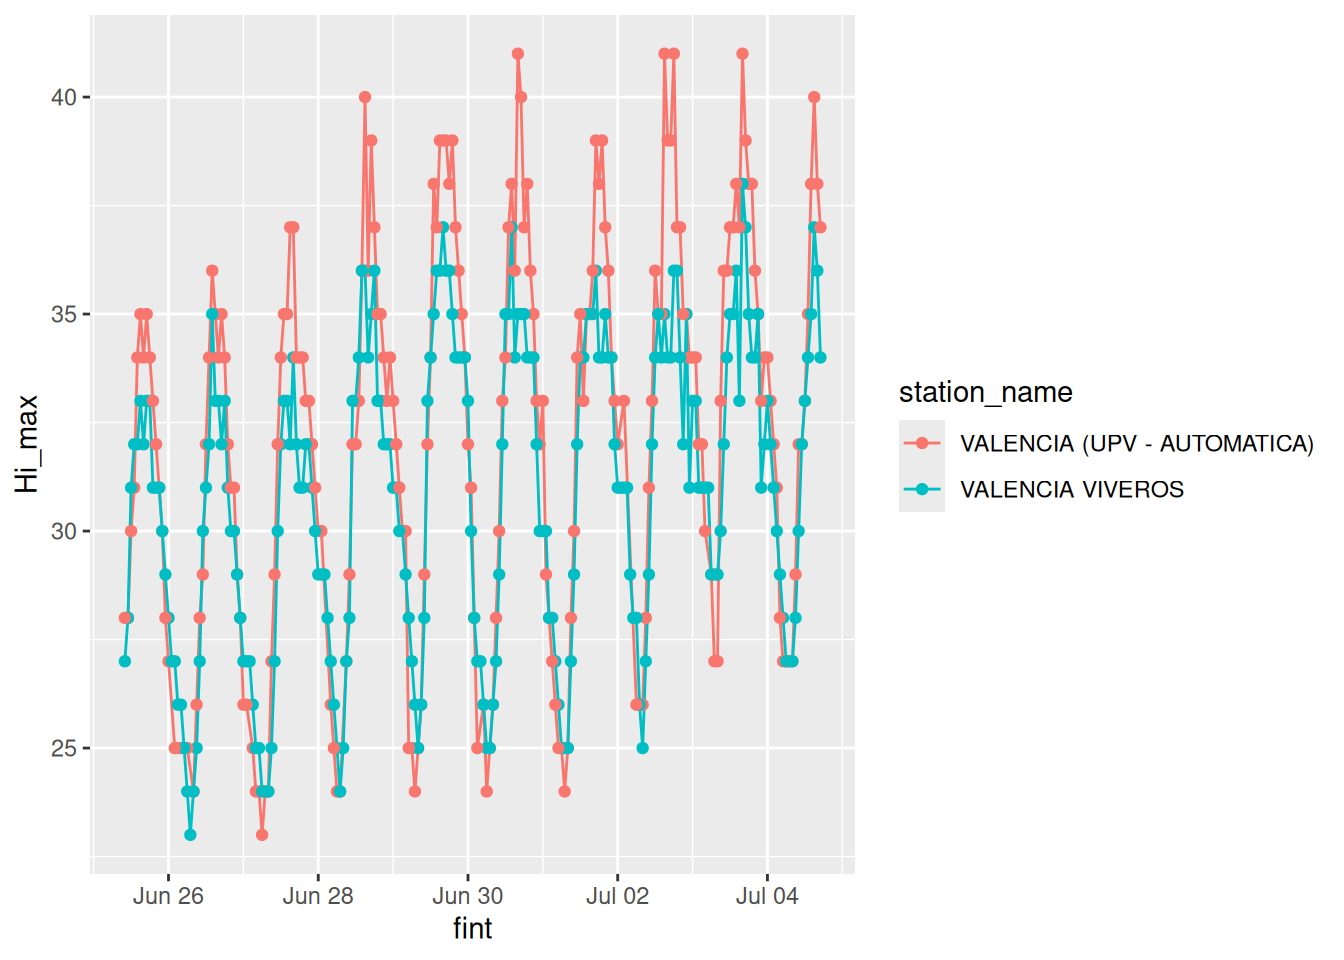 40
35
30
25
Hi_max
Jun 26
Jun 28
Jun 30
Jul 02
Jul 04
fint
station_name
VALENCIA (UPV - AUTOMATICA)
VALENCIA VIVEROS